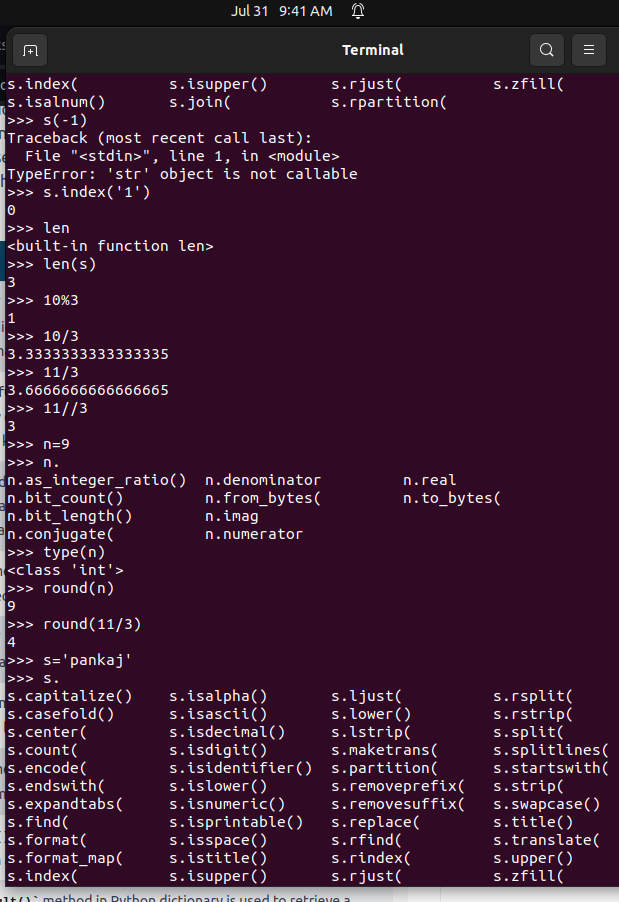 Jul 31 9:41 AM
Terminal
s.index( s.isupper() s.rjust( s.zfill(
s.isalnum() s.join( s.rpartition(
>>> s(-1)
Traceback (most recent call last):
  File "<stdin>", line 1, in <module>
TypeError: 'str' object is not callable
>>> s.index('1')
0
>>> len
<built-in function len>
>>> len(s)
3
>>> 10%3
1
>>> 10/3
3.3333333333333335
>>> 11/3
3.6666666666666665
>>> 11//3
3
>>> n=9
>>> n.
n.as_integer_ratio() n.denominator n.real
n.bit_count() n.from_bytes( n.to_bytes(
n.bit_length() n.imag
n.conjugate( n.numerator
>>> type(n)
<class 'int'>
>>> round(n)
9
>>> round(11/3)
4
>>> s='pankaj'
>>> s.
s.capitalize() s.isalpha() s.ljust( s.rsplit(
s.casefold() s.isascii() s.lower() s.rstrip(
s.center( s.isdecimal() s.lstrip( s.split(
s.count( s.isdigit() s.maketrans( s.splitlines(
s.encode( s.isidentifier() s.partition( s.startswith(
s.endswith( s.islower() s.removeprefix( s.strip(
s.expandtabs( s.isnumeric() s.removesuffix( s.swapcase()
s.find( s.isprintable() s.replace( s.title()
s.format( s.isspace() s.rfind( s.translate(
s.format_map( s.istitle() s.rindex( s.upper()
s.index( s.isupper() s.rjust( s.zfill(
method in Python dictionary is used to retrieve a